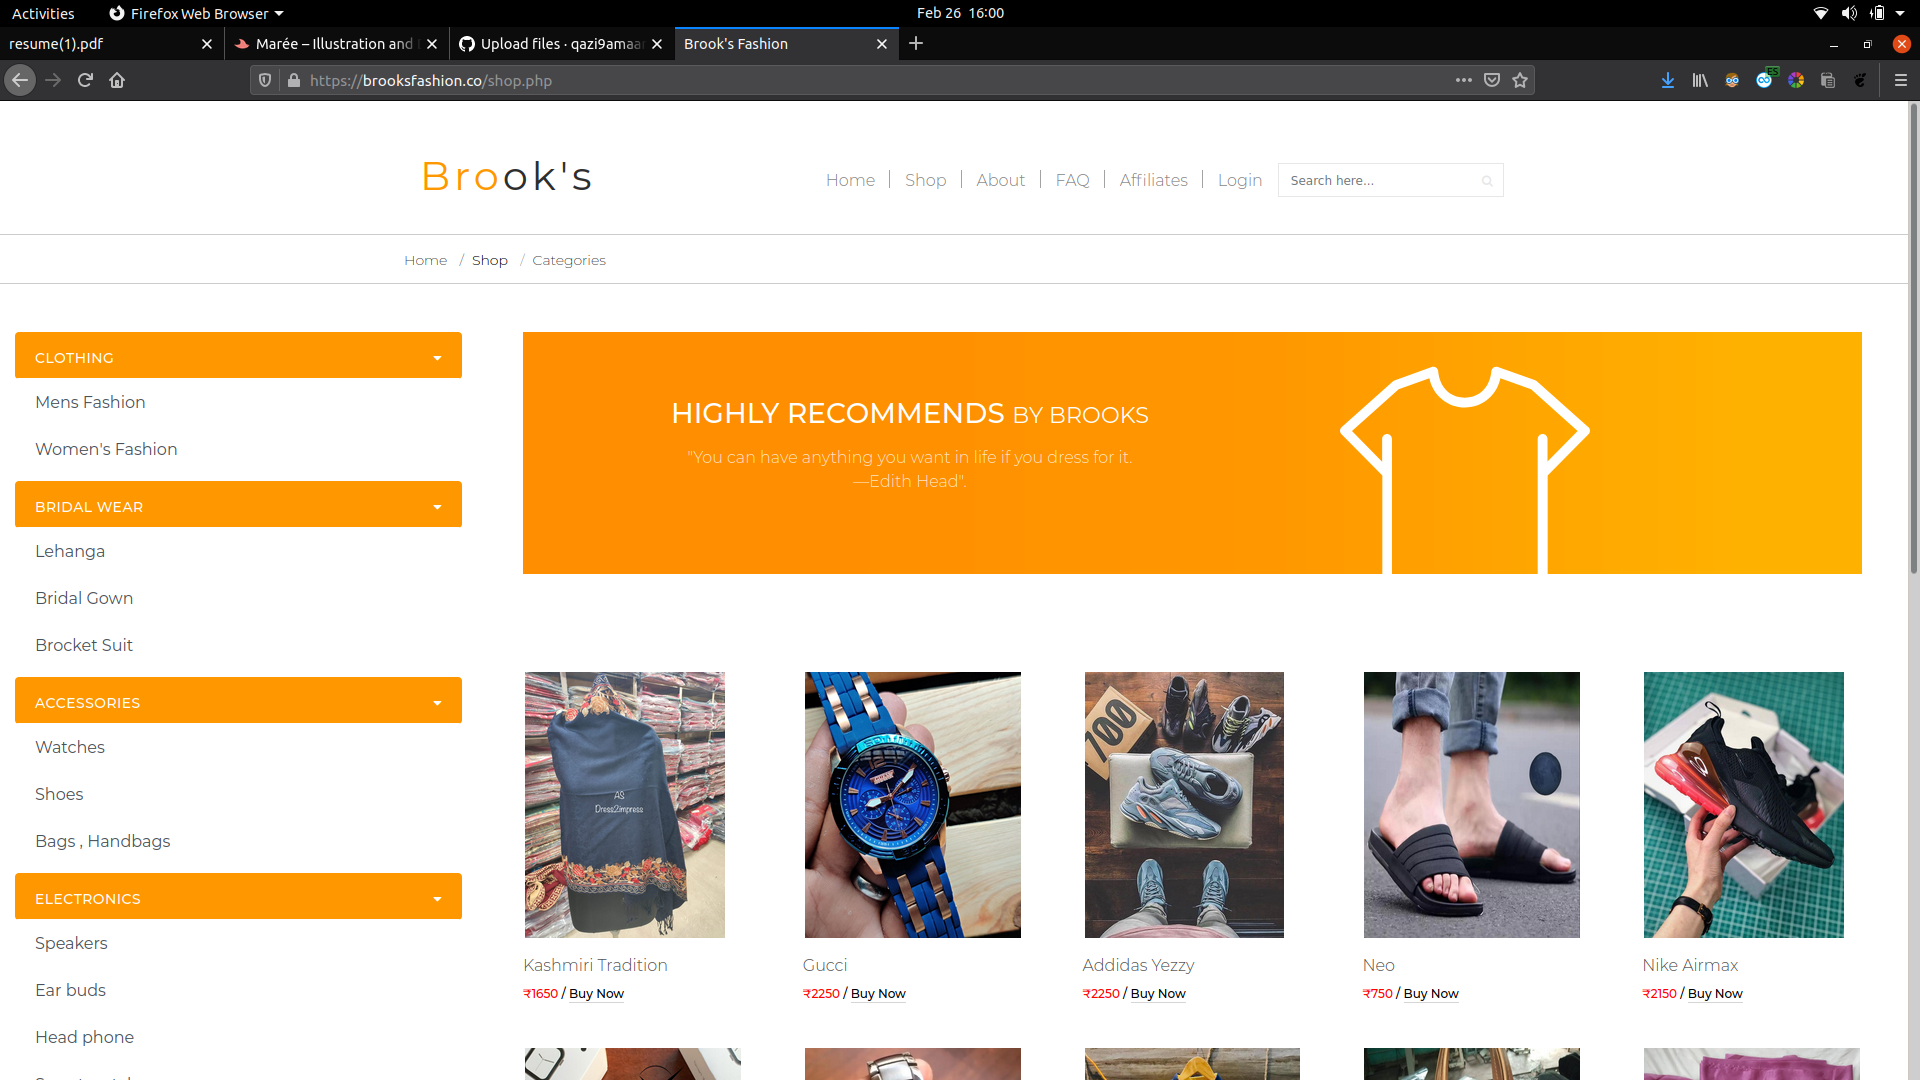 Activities
Firefox Web Browser
Feb 26 16:00
resume(1).pdf
Marée – Illustration and
Upload files · qazi9amaa
Brook's Fashion
https://brooksfashion.co/shop.php
ES
Brook's
Home
Shop
About
FAQ
Affiliates
Login
Search here...
Home / Shop / Categories
CLOTHING
Mens Fashion
Women's Fashion
BRIDAL WEAR
Lehanga
Bridal Gown
Brocket Suit
ACCESSORIES
Watches
Shoes
Bags , Handbags
ELECTRONICS
Speakers
Ear buds
Head phone
HIGHLY RECOMMENDS BY BROOKS
"You can have anything you want in life if you dress for it.
—Edith Head".
AS
Dress2impress
700
Kashmiri Tradition
₹1650 / Buy Now
Gucci
₹2250 / Buy Now
Addidas Yezzy
₹2250 / Buy Now
Neo
₹750 / Buy Now
Nike Airmax
₹2150 / Buy Now